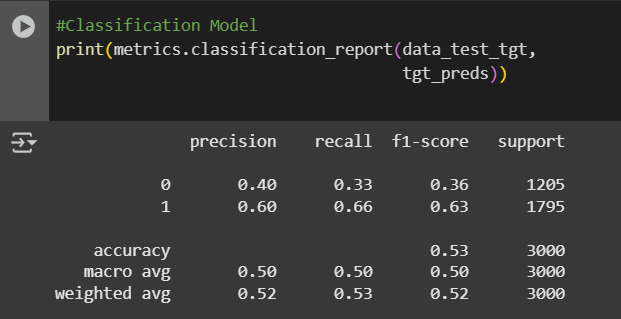 #Classification Model
print(metrics.classification_report(data_test_tgt,
tgt_preds))
precision recall f1-score support
0 0.40 0.33 0.36 1205
1 0.60 0.66 0.63 1795
accuracy 0.53 3000
macro avg 0.50 0.50 0.50 3000
weighted avg 0.52 0.53 0.52 3000